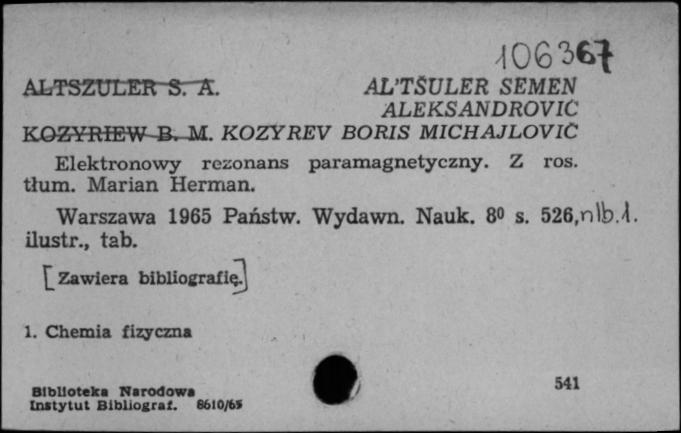 106367
ALTSZULER S. A. AL'TŠULER SEMEN
ALEKSANDROVIČ
KOZYRIEW B. M. KOZYREV BORIS MICHAJLOVIČ
Elektronowy rezonans paramagnetyczny. Z ros.
tłum. Marian Herman.
Warszawa 1965 Państw. Wydawn. Nauk. 8⁰ s. 526, nlb. 1.
ilustr., tab.
[Zawiera bibliografię.]
1. Chemia fizyczna
541
Biblioteka Narodowa
Instytut Bibliograf. 8610/65